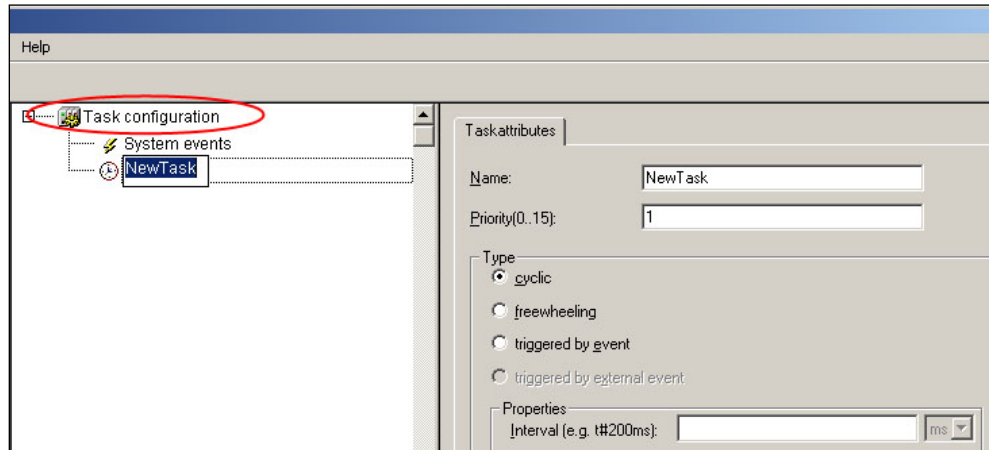 Help
Task configuration
System events
NewTask
Taskattributes
Name: NewTask
Priority(0..15): 1
Type
cyclic
freewheeling
triggered by event
triggered by external event
Properties
Interval (e.g. t#200ms): ms